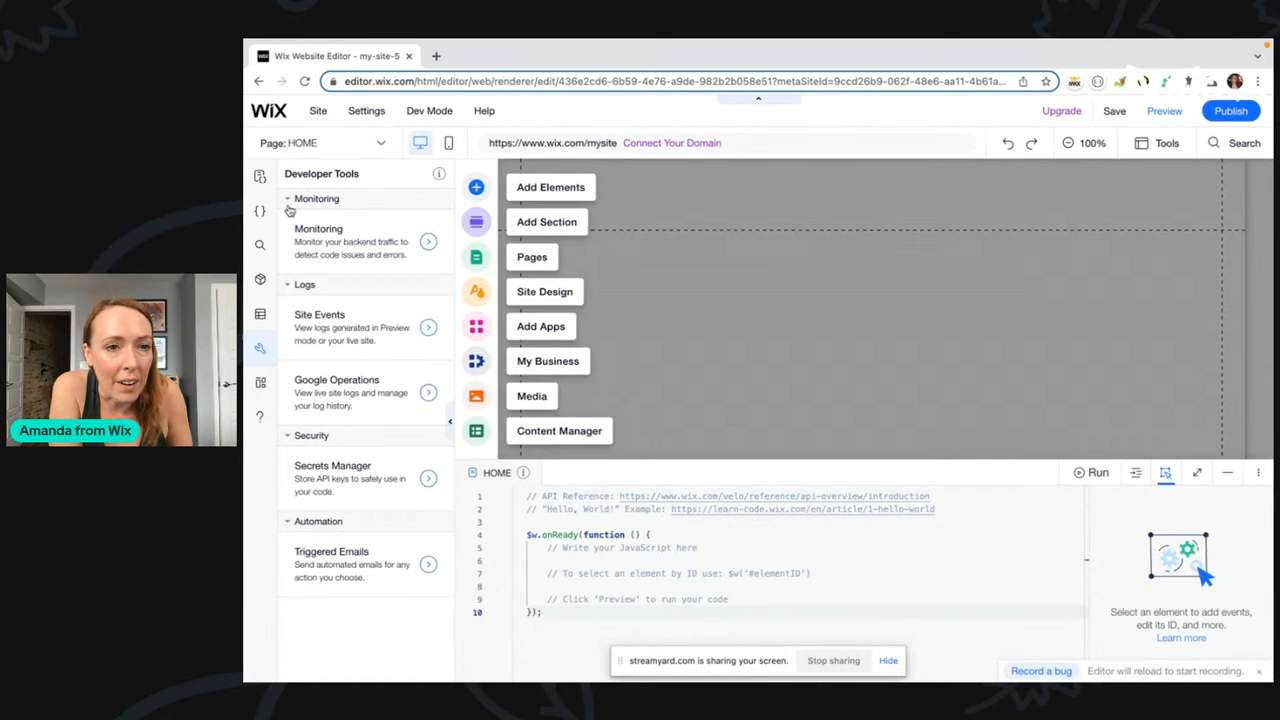 Wix Website Editor - my-site-5
editor.wix.com/html/editor/web/renderer/edit/436e2cd6-6b59-4e76-a9de-982b2b058e51?metaSiteId=9ccd26b9-062f-48e6-aa11-4b61a...
WiX
Site
Settings
Dev Mode
Help
Upgrade
Save
Preview
Publish
Page: HOME
https://www.wix.com/mysite Connect Your Domain
100%
Tools
Search
Developer Tools
Monitoring
Monitoring
Monitor your backend traffic to
detect code issues and errors.
Logs
Site Events
View logs generated in Preview
mode or your live site.
Google Operations
View live site logs and manage
your log history.
Security
Secrets Manager
Store API keys to safely use in
your code.
Automation
Triggered Emails
Send automated emails for any
action you choose.
Add Elements
Add Section
Pages
Site Design
Add Apps
My Business
Media
Content Manager
HOME
Run
1 // API Reference: https://www.wix.com/velo/reference/api-overview/introduction
2 // "Hello, World!" Example: https://learn-code.wix.com/en/article/1-hello-world
3
4 $w.onReady(function () {
5 // Write your JavaScript here
6
7 // To select an element by ID use: $w('#elementID')
8
9 // Click 'Preview' to run your code
10 });
Select an element to add events,
edit its ID, and more.
Learn more
streamyard.com is sharing your screen.
Stop sharing
Hide
Record a bug
Editor will reload to start recording.
Amanda from Wix